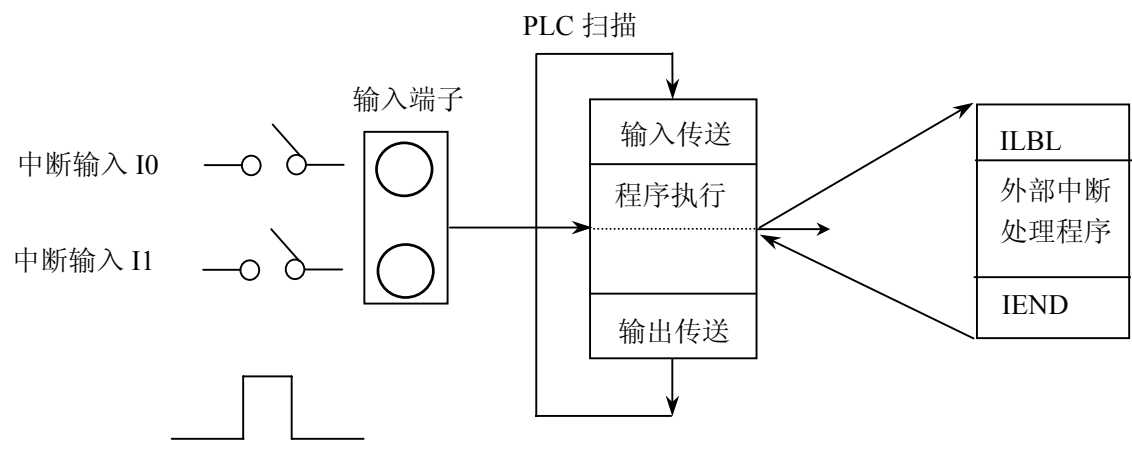 PLC 扫描
输入端子
中断输入 I0
中断输入 I1
输入传送
程序执行
输出传送
ILBL
外部中断
处理程序
IEND